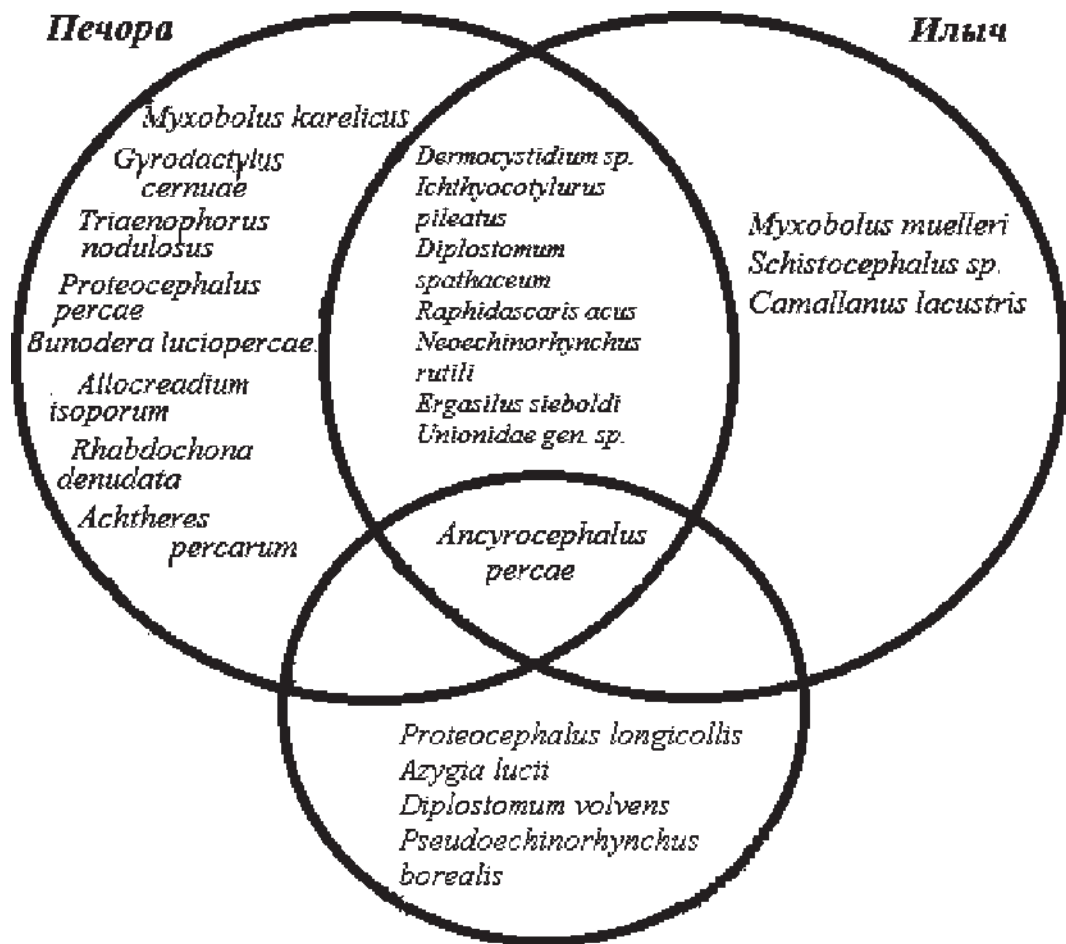 Печора
Илыч
Myxobolus karelicus
Gyrodactylus
cernuae
Triaenophorus
nodulosus
Proteocephalus
percae
Bunodera luciopercae
Allocreadium
isoporum
Rhabdochona
denudata
Achtheres
percarum
Dermocystidium sp.
Ichthyocotylurus
pileatus
Diplostomum
spathaceum
Raphidascaris acus
Neoechinorhynchus
rutili
Ergasilus sieboldi
Unionidae gen. sp.
Myxobolus muelleri
Schistocephalus sp.
Camallanus lacustris
Ancyrocephalus
percae
Proteocephalus longicollis
Azygia lucii
Diplostomum volvens
Pseudoechinorhynchus
borealis